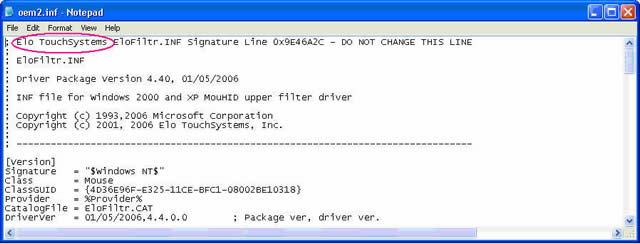 oem2.inf - Notepad
File Edit Format View Help
; Elo TouchSystems EloFiltr.INF Signature Line 0x9E46A2C - DO NOT CHANGE THIS LINE
;
; EloFiltr.INF
;
; Driver Package Version 4.40, 01/05/2006
;
; INF file for Windows 2000 and XP MouHID upper filter driver
;
; Copyright (c) 1993,2006 Microsoft Corporation
; Copyright (c) 2001, 2006 Elo TouchSystems, Inc.
;
; --------------------------------------------------------------------------
[Version]
Signature = "$Windows NT$"
Class = Mouse
ClassGUID = {4D36E96F-E325-11CE-BFC1-08002BE10318}
Provider = %Provider%
CatalogFile = EloFiltr.CAT
DriverVer = 01/05/2006,4.4.0.0 ; Package ver, driver ver.